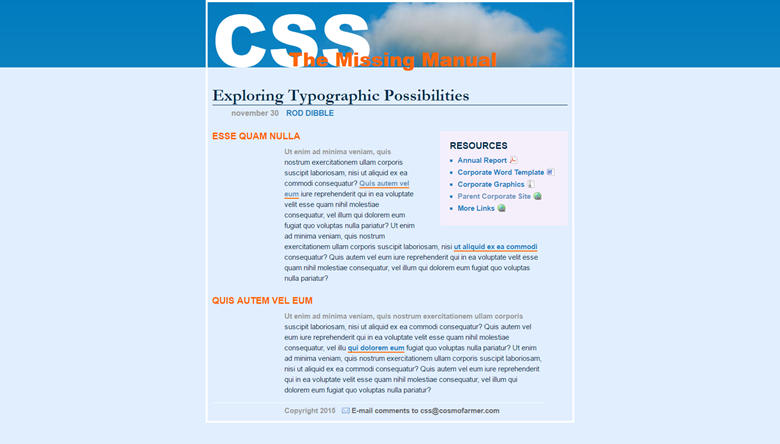 CSS
The Missing Manual
Exploring Typographic Possibilities
november 30 ROD DIBBLE
ESSE QUAM NULLA
Ut enim ad minima veniam, quis
nostrum exercitationem ullam corporis
suscipit laboriosam, nisi ut aliquid ex ea
commodi consequatur? Quis autem vel
eum iure reprehenderit qui in ea voluptate
velit esse quam nihil molestiae
consequatur, vel illum qui dolorem eum
fugiat quo voluptas nulla pariatur? Ut enim
ad minima veniam, quis nostrum
exercitationem ullam corporis suscipit laboriosam, nisi ut aliquid ex ea commodi
consequatur? Quis autem vel eum iure reprehenderit qui in ea voluptate velit esse
quam nihil molestiae consequatur, vel illum qui dolorem eum fugiat quo voluptas
nulla pariatur?
RESOURCES
Annual Report
Corporate Word Template
Corporate Graphics
Parent Corporate Site
More Links
QUIS AUTEM VEL EUM
Ut enim ad minima veniam, quis nostrum exercitationem ullam corporis
suscipit laboriosam, nisi ut aliquid ex ea commodi consequatur? Quis autem vel
eum iure reprehenderit qui in ea voluptate velit esse quam nihil molestiae
consequatur, vel illu qui dolorem eum fugiat quo voluptas nulla pariatur? Ut enim
ad minima veniam, quis nostrum exercitationem ullam corporis suscipit laboriosam,
nisi ut aliquid ex ea commodi consequatur? Quis autem vel eum iure reprehenderit
qui in ea voluptate velit esse quam nihil molestiae consequatur, vel illum qui
dolorem eum fugiat quo voluptas nulla pariatur?
Copyright 2015 E-mail comments to css@cosmofarmer.com